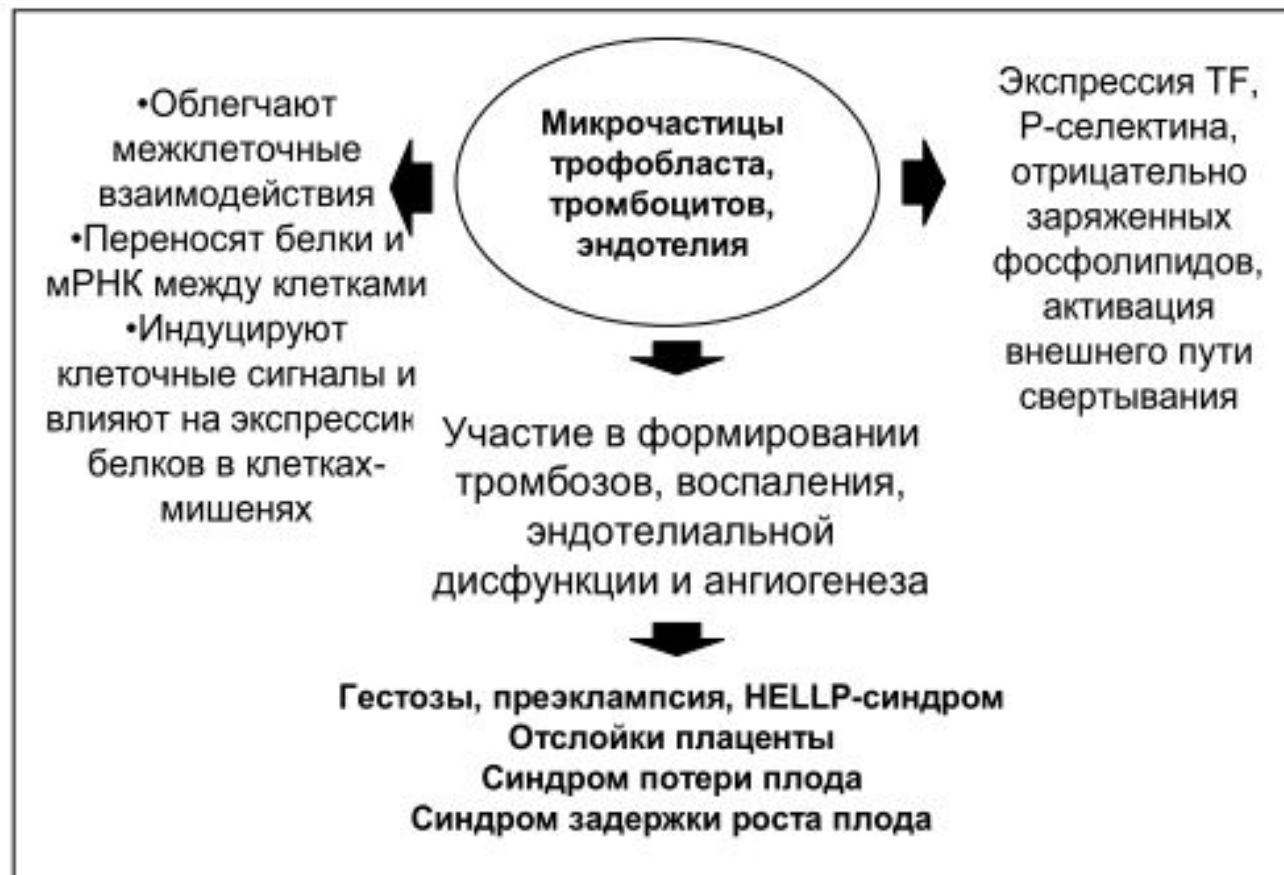 •Облегчают
межклеточные
взаимодействия
•Переносят белки и
мРНК между клетками
•Индуцируют
клеточные сигналы и
влияют на экспрессик
белков в клетках-
мишенях
Микрочастицы
трофобласта,
тромбоцитов,
эндотелия
Экспрессия TF,
Р-селектина,
отрицательно
заряженных
фосфолипидов,
активация
внешнего пути
свертывания
Участие в формировании
тромбозов, воспаления,
эндотелиальной
дисфункции и ангиогенеза
Гестозы, преэклампсия, HELLP-синдром
Отслойки плаценты
Синдром потери плода
Синдром задержки роста плода